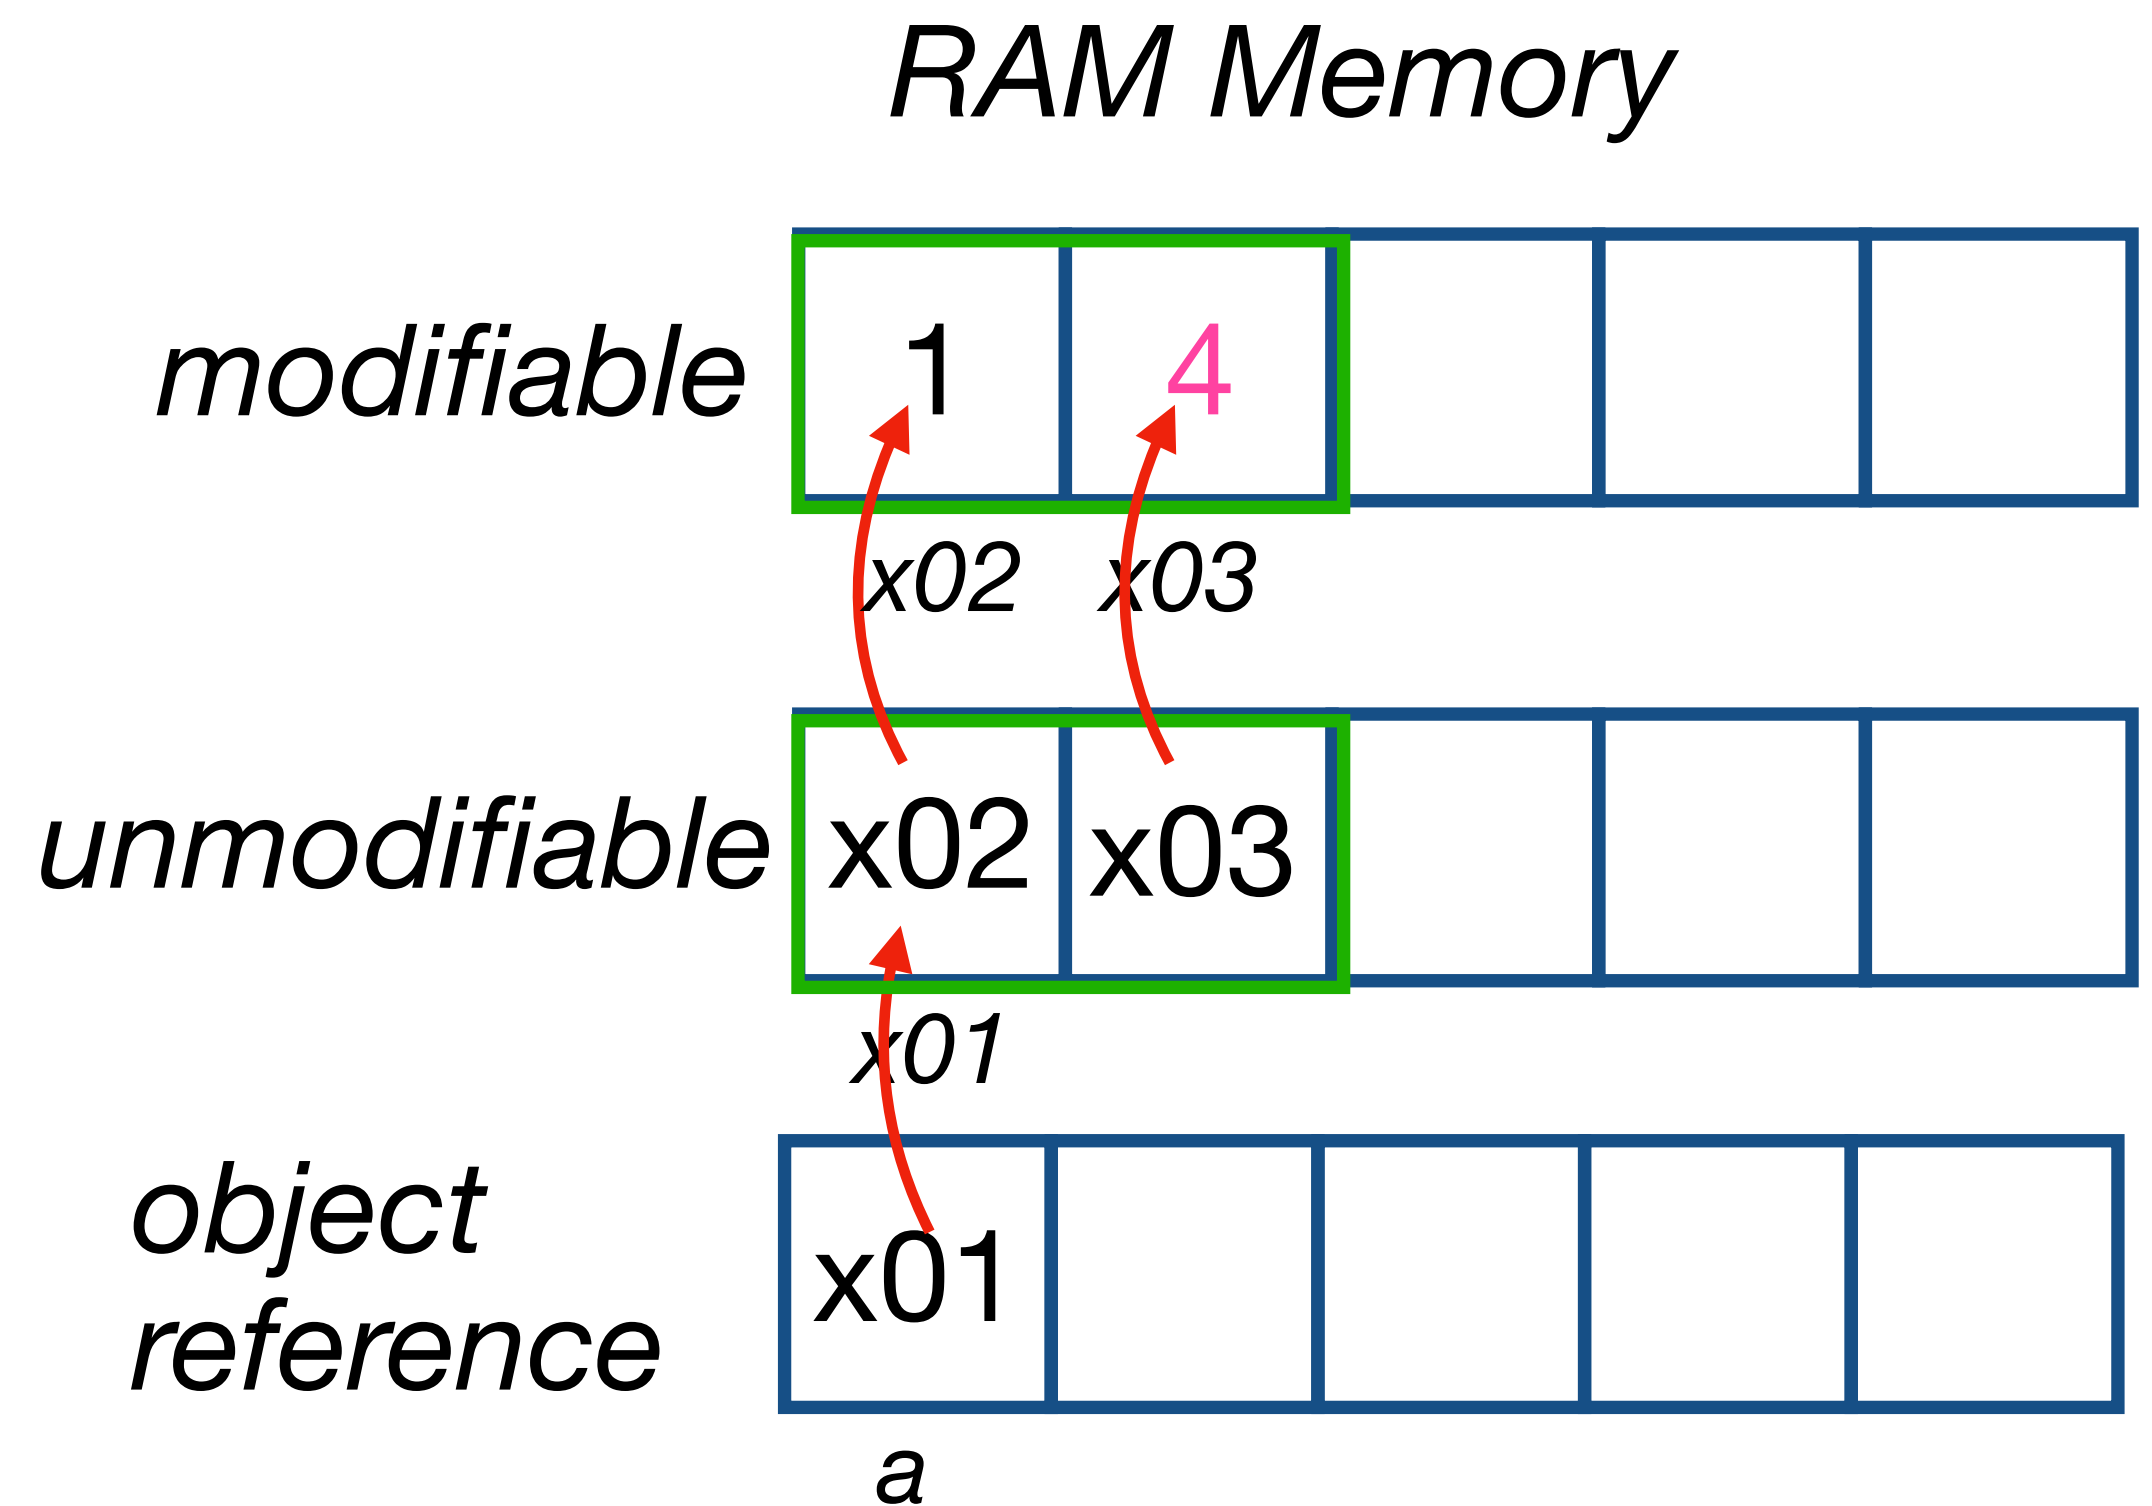 RAM Memory
modifiable
1 4
x02 x03
unmodifiable
x02 x03
x01
object
reference
x01
a